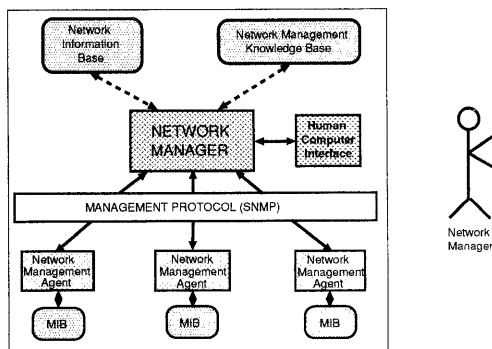 Network
Information
Base
Network Management
Knowledge Base
NETWORK
MANAGER
Human
Computer
Interface
MANAGEMENT PROTOCOL (SNMP)
Network
Management
Agent
Network
Management
Agent
Network
Management
Agent
MIB
MIB
MIB
Network
Manager